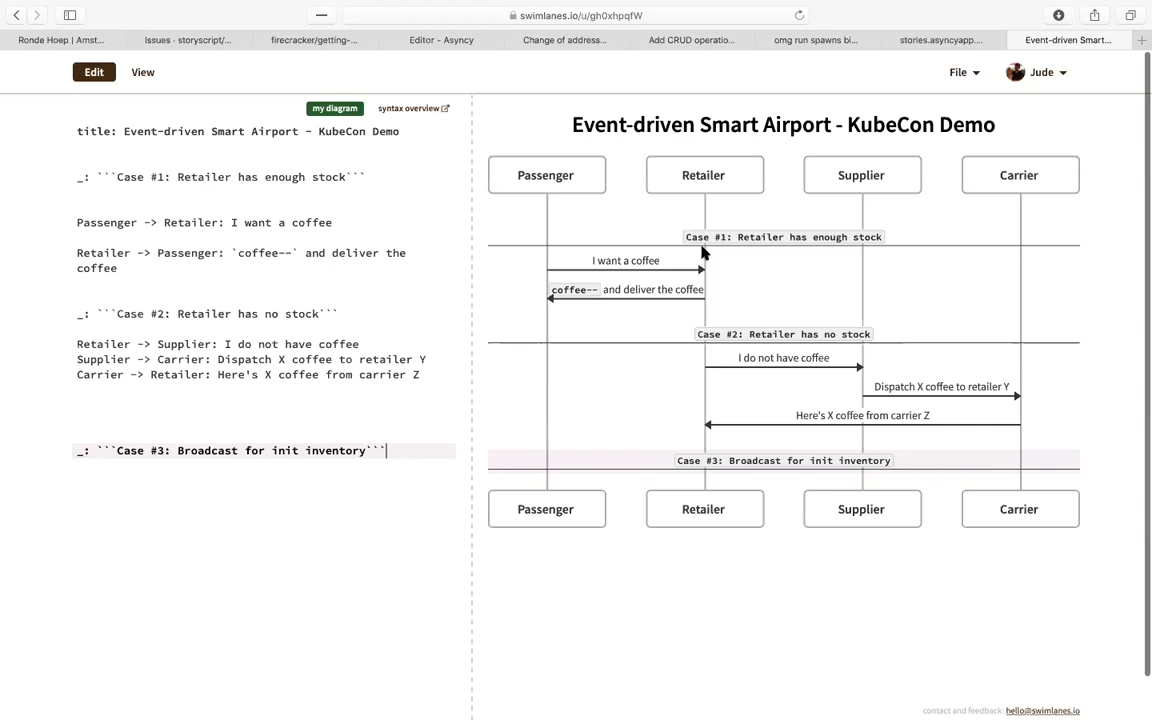 swimlanes.io/u/gh0xhpqfW
Ronde Hoep | Amst...
Issues · storyscript/...
firecracker/getting-...
Editor - Asyncy
Change of address...
Add CRUD operatio...
omg run spawns bi...
stories.asyncyapp....
Event-driven Smart...
Edit
View
File
Jude
my diagram
syntax overview
title: Event-driven Smart Airport - KubeCon Demo
_: ```Case #1: Retailer has enough stock```
Passenger -> Retailer: I want a coffee
Retailer -> Passenger: `coffee--` and deliver the
coffee
_: ```Case #2: Retailer has no stock```
Retailer -> Supplier: I do not have coffee
Supplier -> Carrier: Dispatch X coffee to retailer Y
Carrier -> Retailer: Here's X coffee from carrier Z
_: ```Case #3: Broadcast for init inventory```
Event-driven Smart Airport - KubeCon Demo
Passenger
Retailer
Supplier
Carrier
Case #1: Retailer has enough stock
I want a coffee
coffee-- and deliver the coffee
Case #2: Retailer has no stock
I do not have coffee
Dispatch X coffee to retailer Y
Here's X coffee from carrier Z
Case #3: Broadcast for init inventory
Passenger
Retailer
Supplier
Carrier
contact and feedback: hello@swimlanes.io